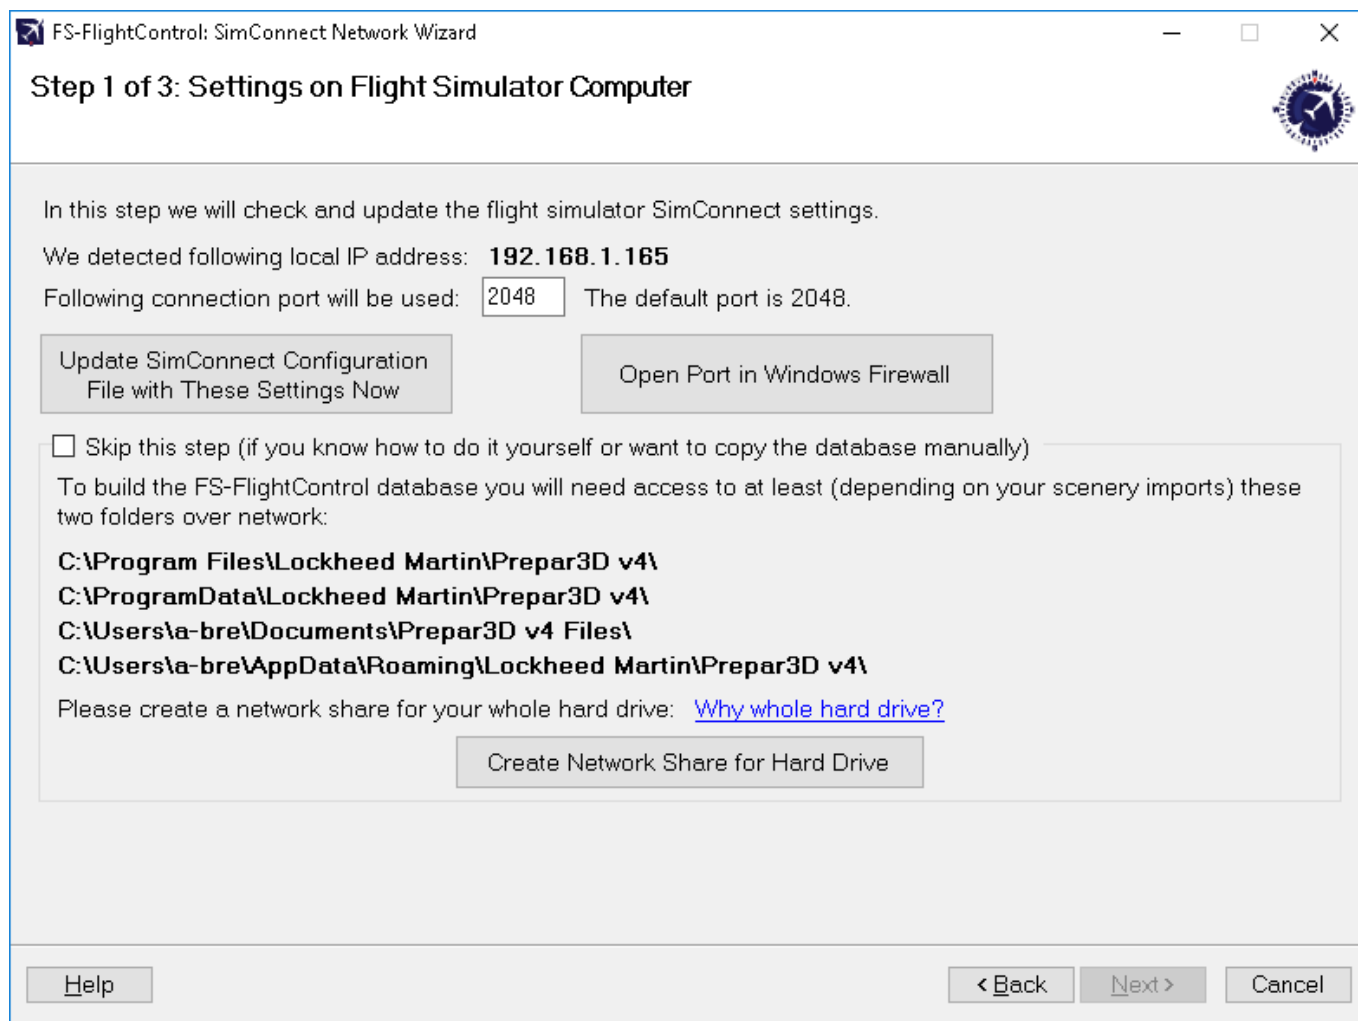 FS-FlightControl: SimConnect Network Wizard
Step 1 of 3: Settings on Flight Simulator Computer
In this step we will check and update the flight simulator SimConnect settings.
We detected following local IP address: 192.168.1.165
Following connection port will be used: 2048 The default port is 2048.
Update SimConnect Configuration
File with These Settings Now
Open Port in Windows Firewall
Skip this step (if you know how to do it yourself or want to copy the database manually)
To build the FS-FlightControl database you will need access to at least (depending on your scenery imports) these
two folders over network:
C:\Program Files\Lockheed Martin\Prepar3D v4\
C:\ProgramData\Lockheed Martin\Prepar3D v4\
C:\Users\a-bre\Documents\Prepar3D v4 Files\
C:\Users\a-bre\AppData\Roaming\Lockheed Martin\Prepar3D v4\
Please create a network share for your whole hard drive: Why whole hard drive?
Create Network Share for Hard Drive
Help
< Back
Next >
Cancel